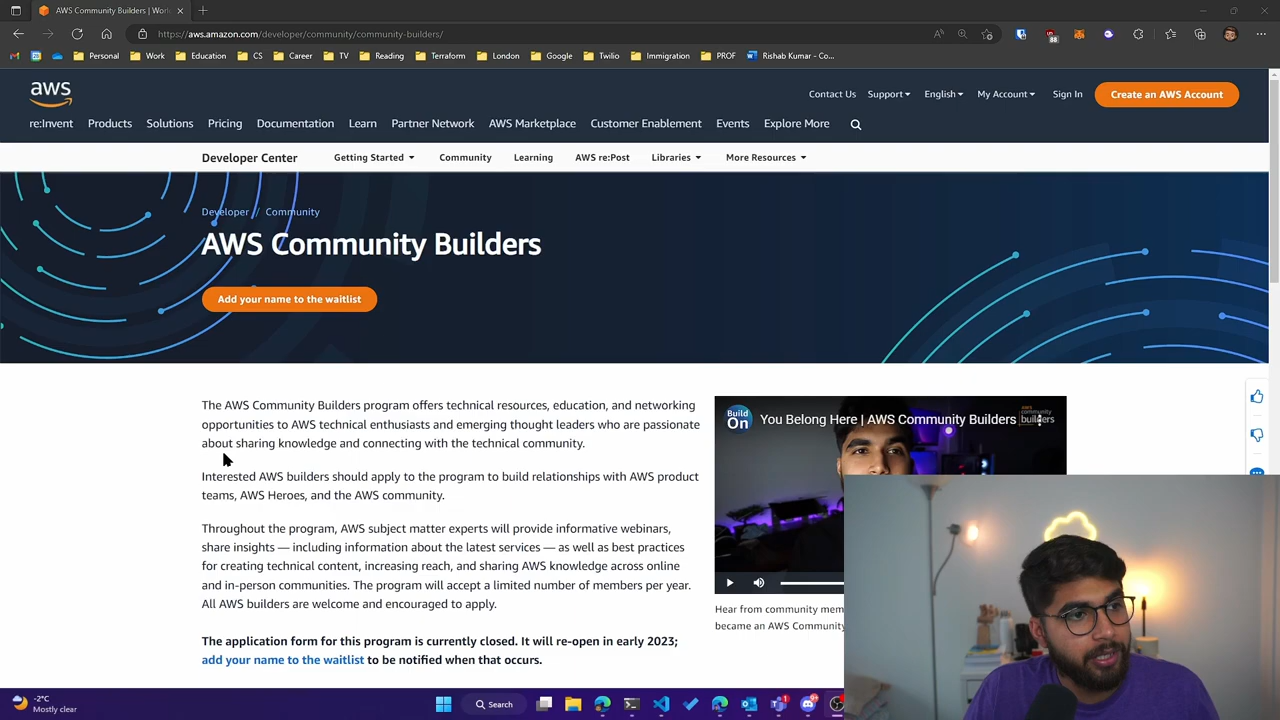 AWS Community Builders | Worl
https://aws.amazon.com/developer/community/community-builders/
88
Personal Work Education CS Career TV Reading Terraform London Google Twilio Immigration PROF Rishab Kumar - Co...
aws
Contact Us Support English My Account Sign In Create an AWS Account
re:Invent Products Solutions Pricing Documentation Learn Partner Network AWS Marketplace Customer Enablement Events Explore More
Developer Center Getting Started Community Learning AWS re:Post Libraries More Resources
Developer / Community
AWS Community Builders
Add your name to the waitlist
The AWS Community Builders program offers technical resources, education, and networking
opportunities to AWS technical enthusiasts and emerging thought leaders who are passionate
about sharing knowledge and connecting with the technical community.
Interested AWS builders should apply to the program to build relationships with AWS product
teams, AWS Heroes, and the AWS community.
Throughout the program, AWS subject matter experts will provide informative webinars,
share insights — including information about the latest services — as well as best practices
for creating technical content, increasing reach, and sharing AWS knowledge across online
and in-person communities. The program will accept a limited number of members per year.
All AWS builders are welcome and encouraged to apply.
The application form for this program is currently closed. It will re-open in early 2023;
add your name to the waitlist to be notified when that occurs.
Build
On
You Belong Here | AWS Community Builders
aws
community
builders
Hear from community mem
became an AWS Community
-2°C
Mostly clear
Search
1